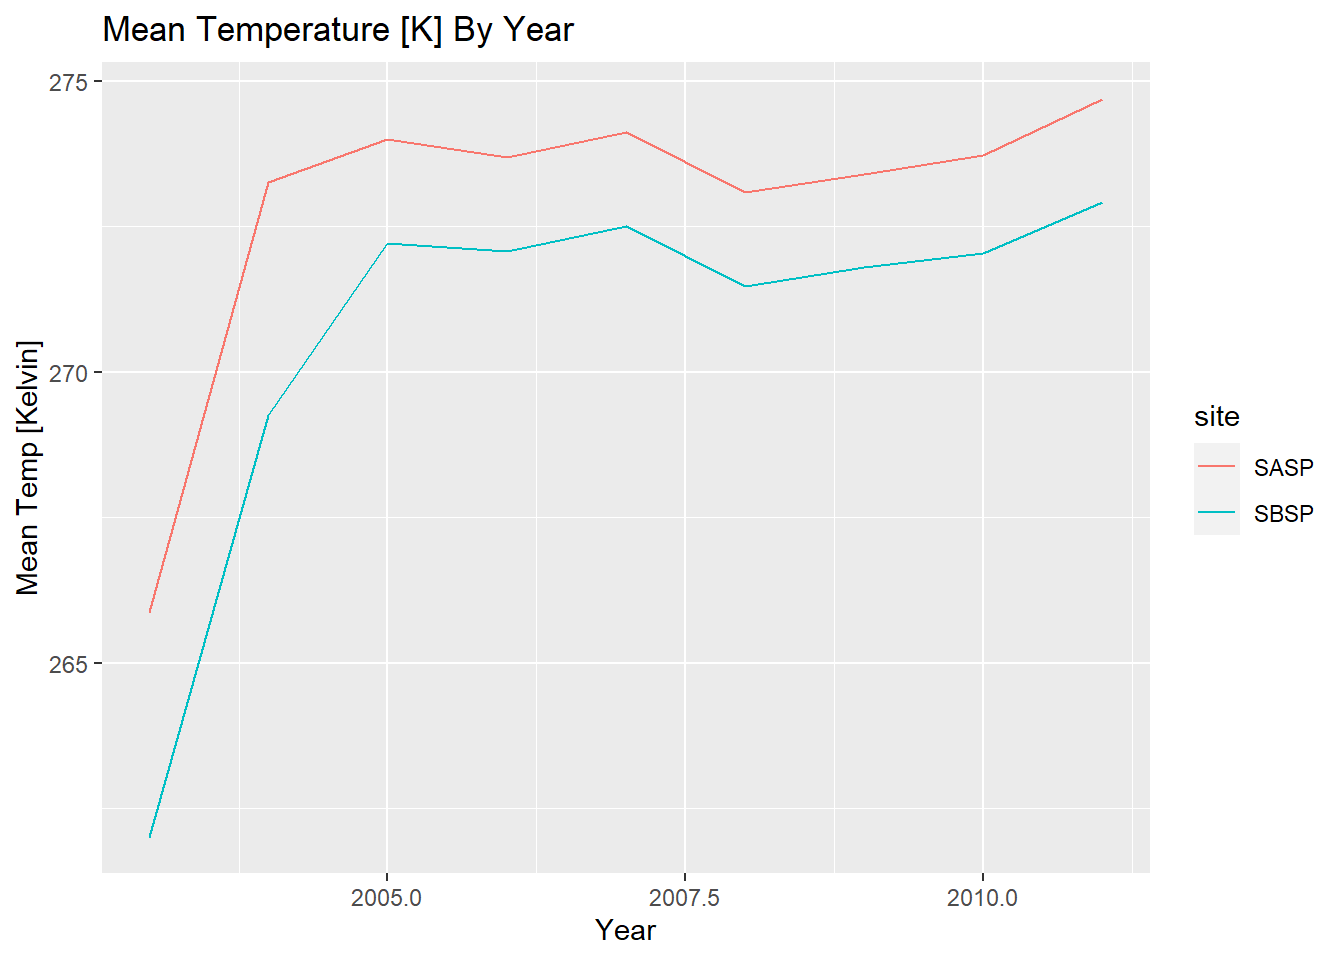 Mean Temperature [K] By Year
Mean Temp [Kelvin]
275
270
265
2005.0
2007.5
2010.0
Year
site
SASP
SBSP